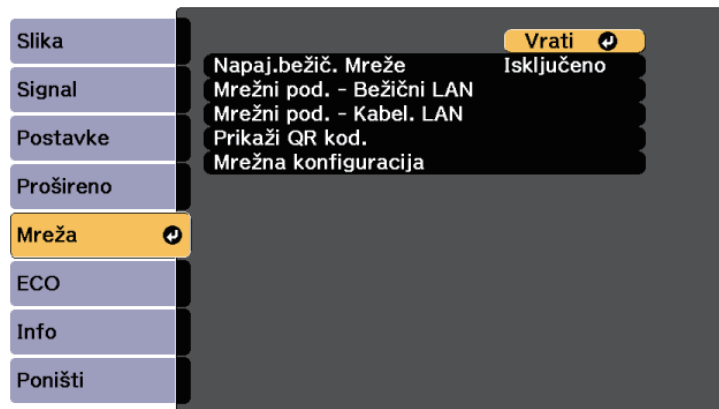 Slika
Signal
Postavke
Prošireno
Mreža
ECO
Info
Poništi
Vrati
Napaj.bežič. Mreže Isključeno
Mrežni pod. - Bežični LAN
Mrežni pod. - Kabel. LAN
Prikaži QR kod.
Mrežna konfiguracija